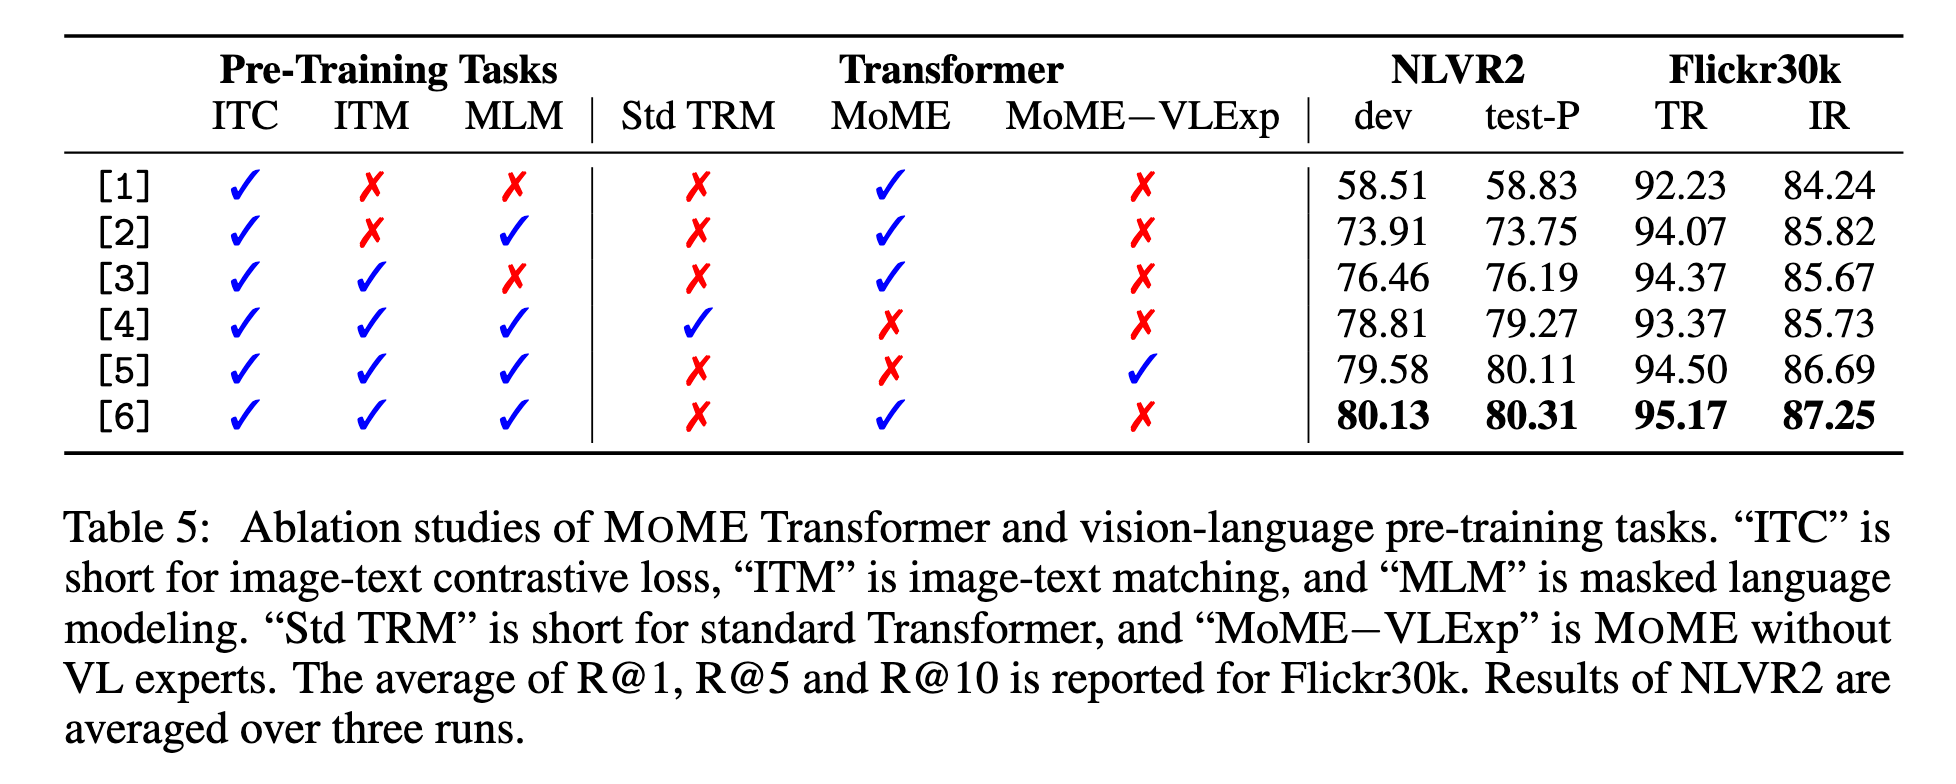 Pre-Training Tasks Transformer NLVR2 Flickr30k
ITC ITM MLM Std TRM MoME MoME−VLExp dev test-P TR IR
[1] ✓ ✗ ✗ ✗ ✓ ✗ 58.51 58.83 92.23 84.24
[2] ✓ ✗ ✓ ✗ ✓ ✗ 73.91 73.75 94.07 85.82
[3] ✓ ✓ ✗ ✗ ✓ ✗ 76.46 76.19 94.37 85.67
[4] ✓ ✓ ✓ ✓ ✗ ✗ 78.81 79.27 93.37 85.73
[5] ✓ ✓ ✓ ✗ ✗ ✓ 79.58 80.11 94.50 86.69
[6] ✓ ✓ ✓ ✗ ✓ ✗ 80.13 80.31 95.17 87.25
Table 5: Ablation studies of MOME Transformer and vision-language pre-training tasks. “ITC” is
short for image-text contrastive loss, “ITM” is image-text matching, and “MLM” is masked language
modeling. “Std TRM” is short for standard Transformer, and “MoME−VLExp” is MOME without
VL experts. The average of R@1, R@5 and R@10 is reported for Flickr30k. Results of NLVR2 are
averaged over three runs.